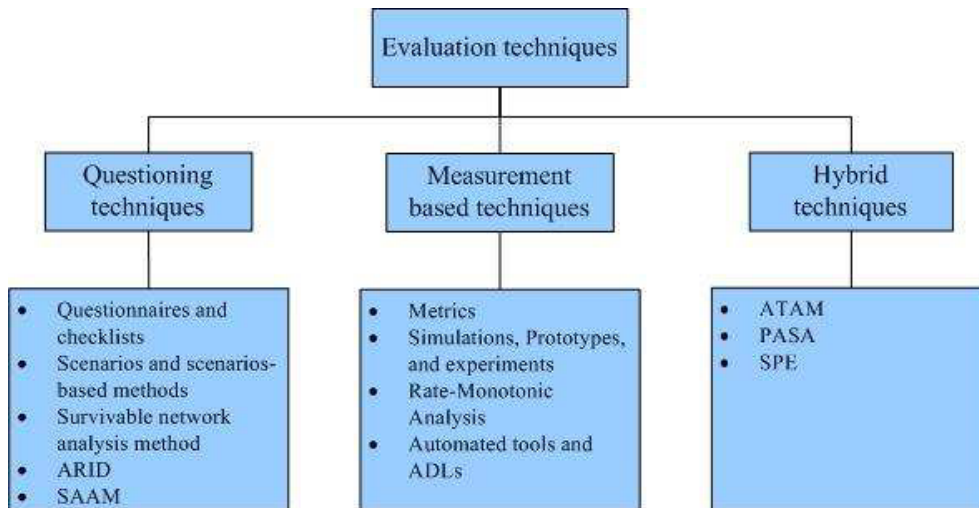 Evaluation techniques
Questioning
techniques
Measurement
based techniques
Hybrid
techniques
• Questionnaires and
checklists
• Scenarios and scenarios-
based methods
• Survivable network
analysis method
• ARID
• SAAM
• Metrics
• Simulations, Prototypes,
and experiments
• Rate-Monotonic
Analysis
• Automated tools and
ADLs
• ATAM
• PASA
• SPE